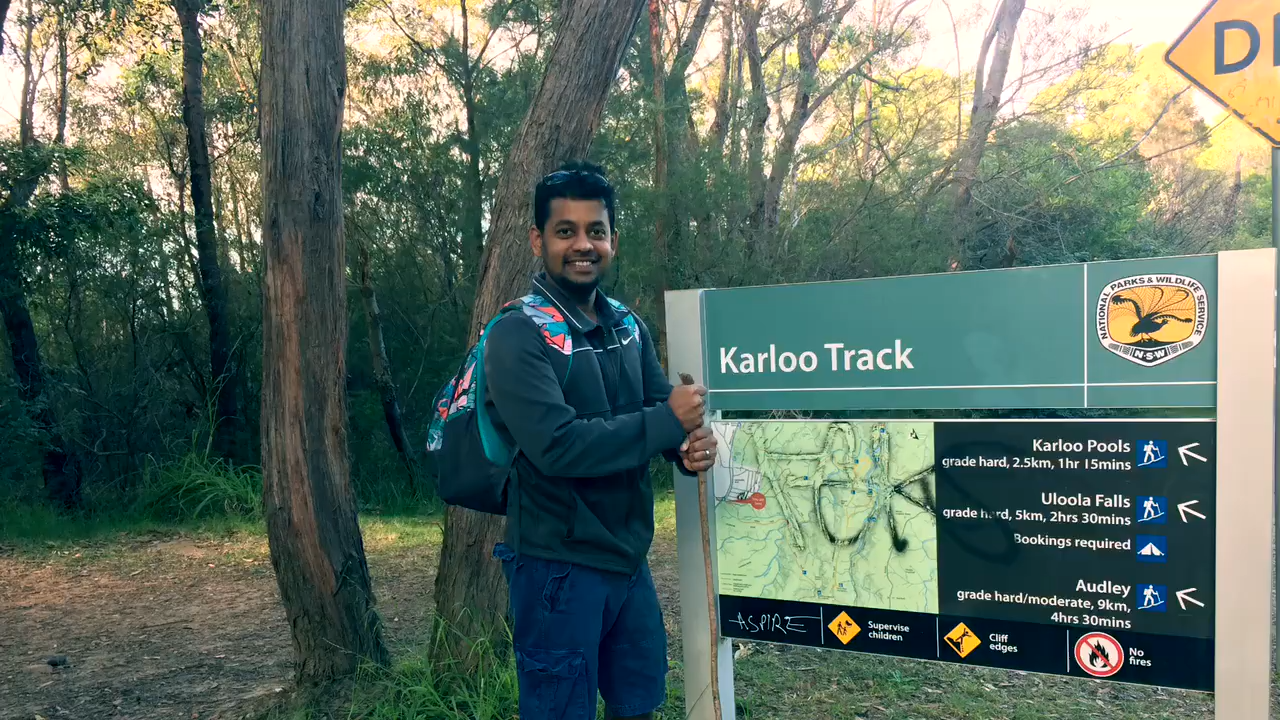 NATIONAL PARKS & WILDLIFE SERVICE
N·S·W
Karloo Track
Karloo Pools
grade hard, 2.5km, 1hr 15mins
Uloola Falls
grade hard, 5km, 2hrs 30mins
Bookings required
Audley
grade hard/moderate, 9km,
4hrs 30mins
ASPIRE
Supervise
children
Cliff
edges
No
fires